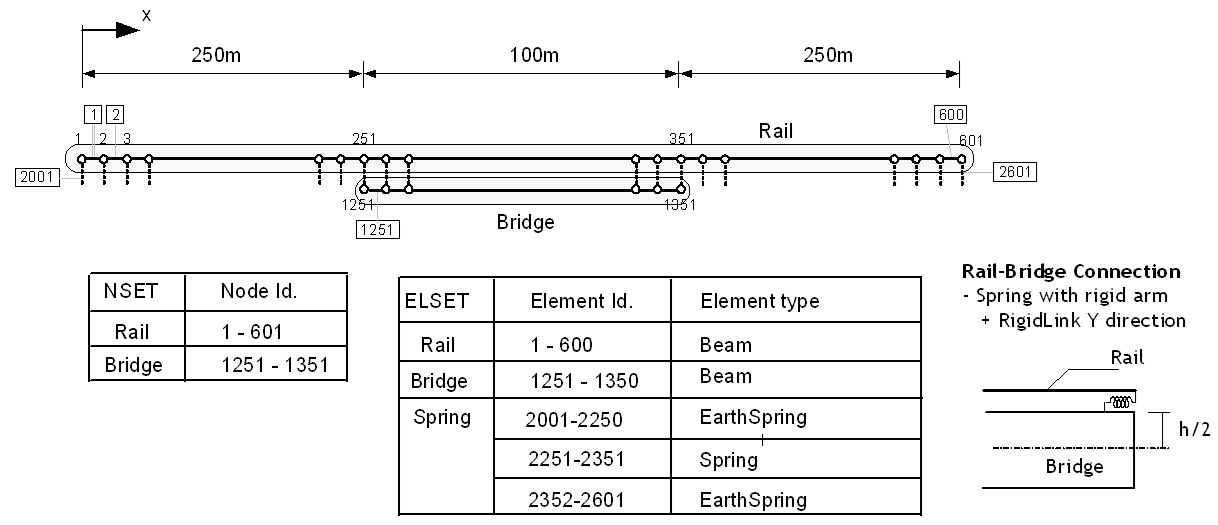 X
250m 100m 250m
1 2 600
1 2 3 251 351 Rail 601
2001 2601
1251 1351
1251 Bridge
NSET Node Id.
Rail 1 - 601
Bridge 1251 - 1351
ELSET Element Id. Element type
Rail 1 - 600 Beam
Bridge 1251 - 1350 Beam
Spring 2001-2250 EarthSpring
2251-2351 Spring
2352-2601 EarthSpring
Rail-Bridge Connection
- Spring with rigid arm
+ RigidLink Y direction
Rail
h/2
Bridge